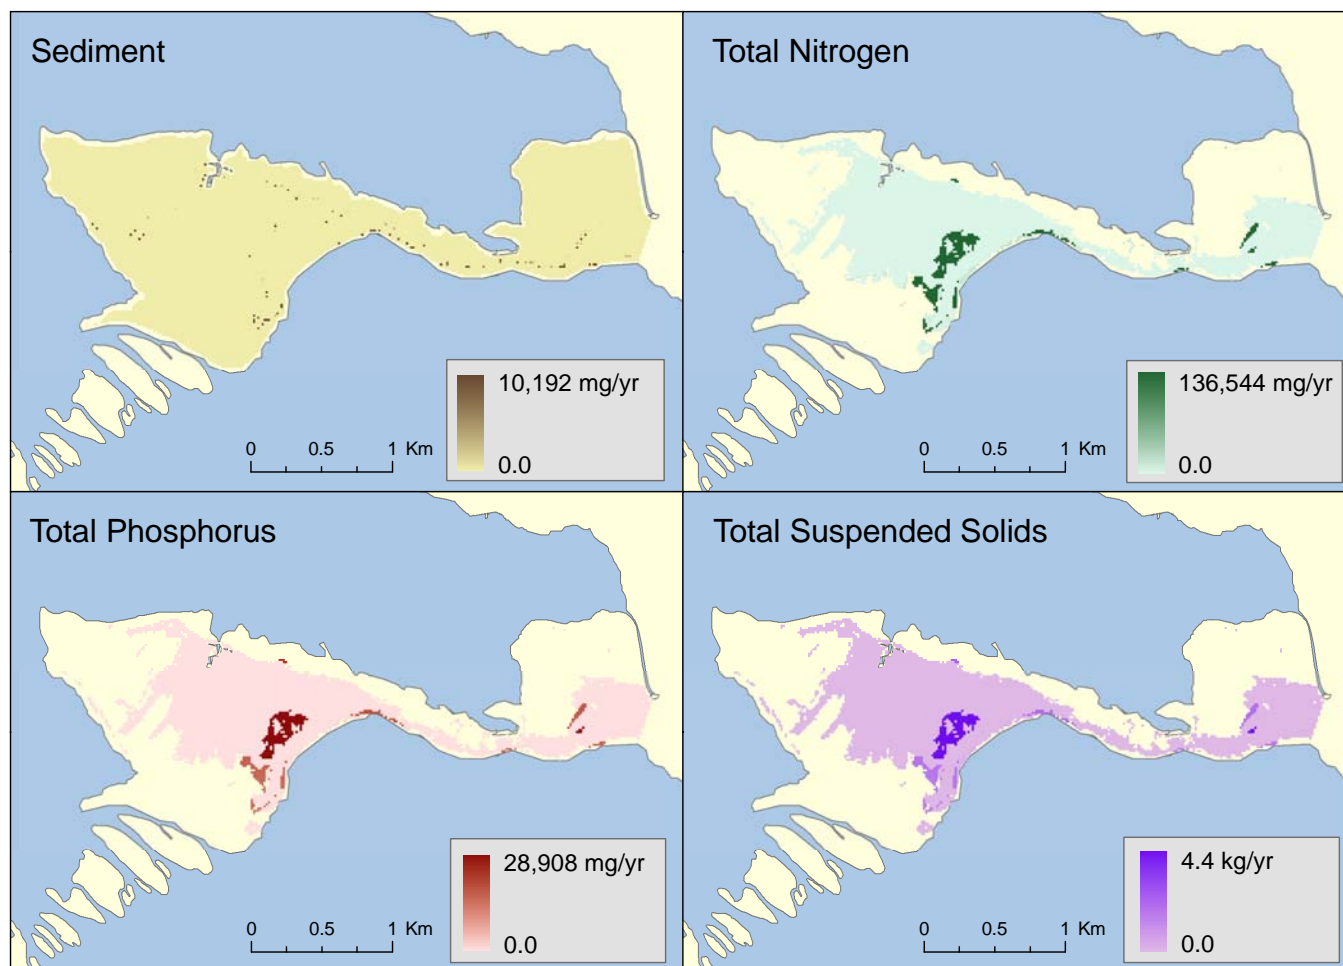 Sediment
10,192 mg/yr
0.0
0 0.5 1 Km
Total Nitrogen
136,544 mg/yr
0.0
0 0.5 1 Km
Total Phosphorus
28,908 mg/yr
0.0
0 0.5 1 Km
Total Suspended Solids
4.4 kg/yr
0.0
0 0.5 1 Km